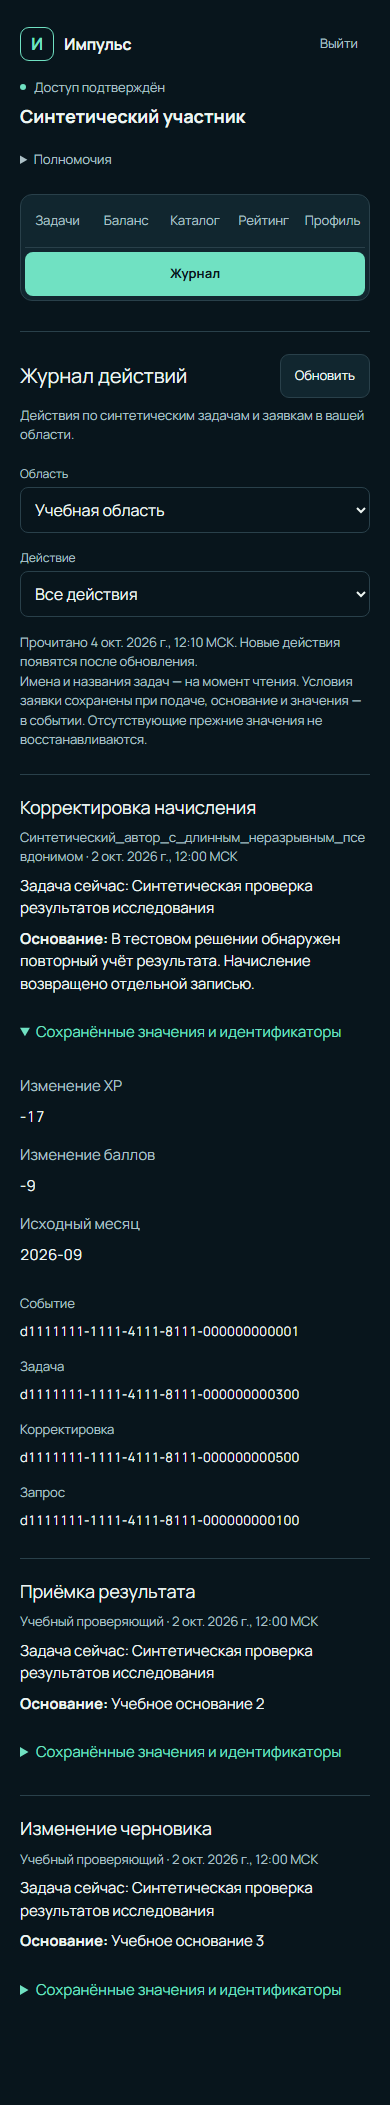 И Импульс Выйти
Доступ подтверждён
Синтетический участник
Полномочия
Задачи Баланс Каталог Рейтинг Профиль
Журнал
Журнал действий Обновить
Действия по синтетическим задачам и заявкам в вашей
области.
Область
Учебная область
Действие
Все действия
Прочитано 4 окт. 2026 г., 12:10 МСК. Новые действия
появятся после обновления.
Имена и названия задач — на момент чтения. Условия
заявки сохранены при подаче, основание и значения —
в событии. Отсутствующие прежние значения не
восстанавливаются.
Корректировка начисления
Синтетический_автор_с_длинным_неразрывным_псе
вдонимом · 2 окт. 2026 г., 12:00 МСК
Задача сейчас: Синтетическая проверка
результатов исследования
Основание: В тестовом решении обнаружен
повторный учёт результата. Начисление
возвращено отдельной записью.
Сохранённые значения и идентификаторы
Изменение XP
-17
Изменение баллов
-9
Исходный месяц
2026-09
Событие
d1111111-1111-4111-8111-000000000001
Задача
d1111111-1111-4111-8111-000000000300
Корректировка
d1111111-1111-4111-8111-000000000500
Запрос
d1111111-1111-4111-8111-000000000100
Приёмка результата
Учебный проверяющий · 2 окт. 2026 г., 12:00 МСК
Задача сейчас: Синтетическая проверка
результатов исследования
Основание: Учебное основание 2
Сохранённые значения и идентификаторы
Изменение черновика
Учебный проверяющий · 2 окт. 2026 г., 12:00 МСК
Задача сейчас: Синтетическая проверка
результатов исследования
Основание: Учебное основание 3
Сохранённые значения и идентификаторы